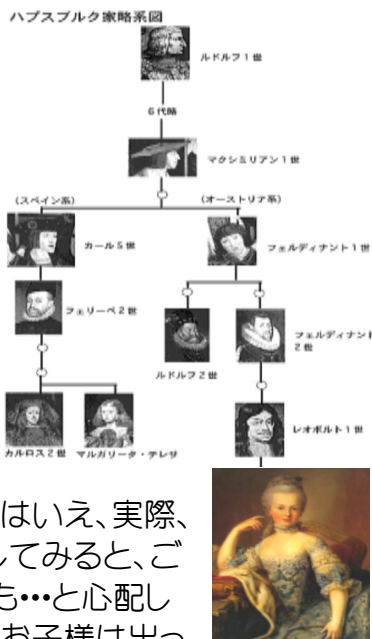 ハプスブルク家略系図
ルドルフ1世
6代略
マクシミリアン1世
(スペイン系)
(オーストリア系)
カール5世
フェルディナント1世
フェリーペ2世
ルドルフ2世
フェルディナント
2世
カルロス2世
マルガリータ・テレサ
レオポルト1世
はいえ、実際、
してみると、ご
も•••と心配し
お子様は出っ